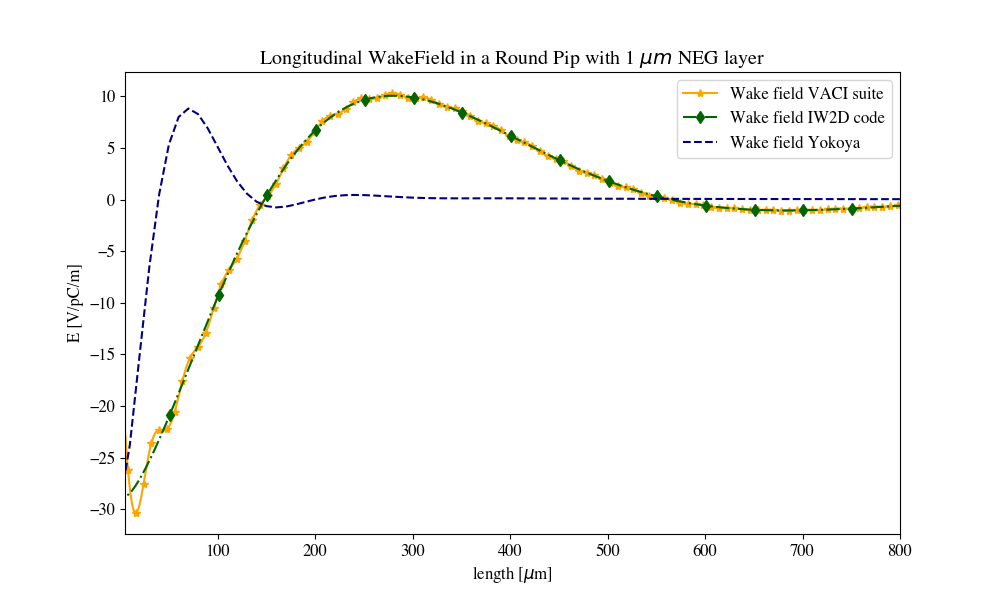 Longitudinal WakeField in a Round Pip with 1 μm NEG layer
Wake field VACI suite
Wake field IW2D code
Wake field Yokoya
E [V/pC/m]
10
5
0
−5
−10
−15
−20
−25
−30
100 200 300 400 500 600 700 800
length [μm]